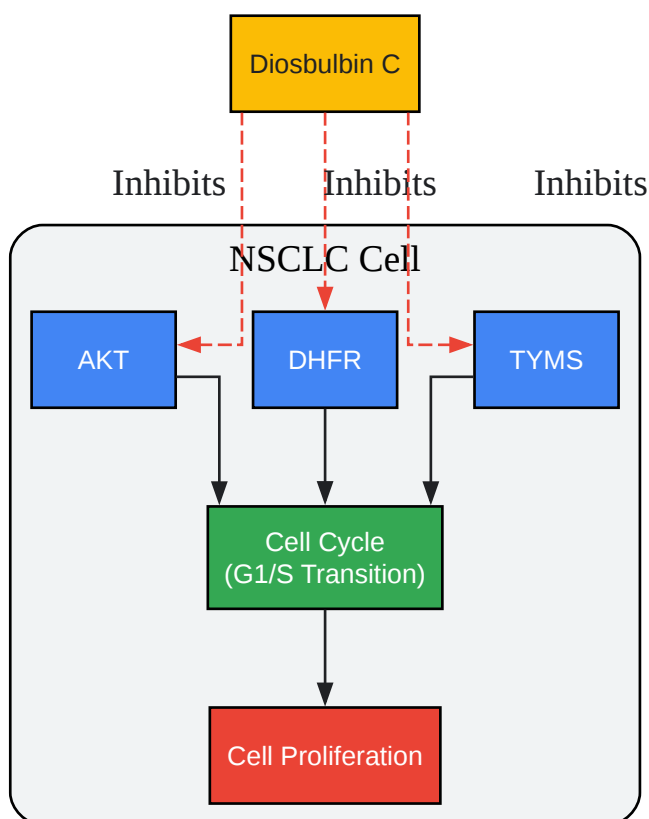 Diosbulbin C
Inhibits Inhibits Inhibits
NSCLC Cell
AKT DHFR TYMS
Cell Cycle
(G1/S Transition)
Cell Proliferation